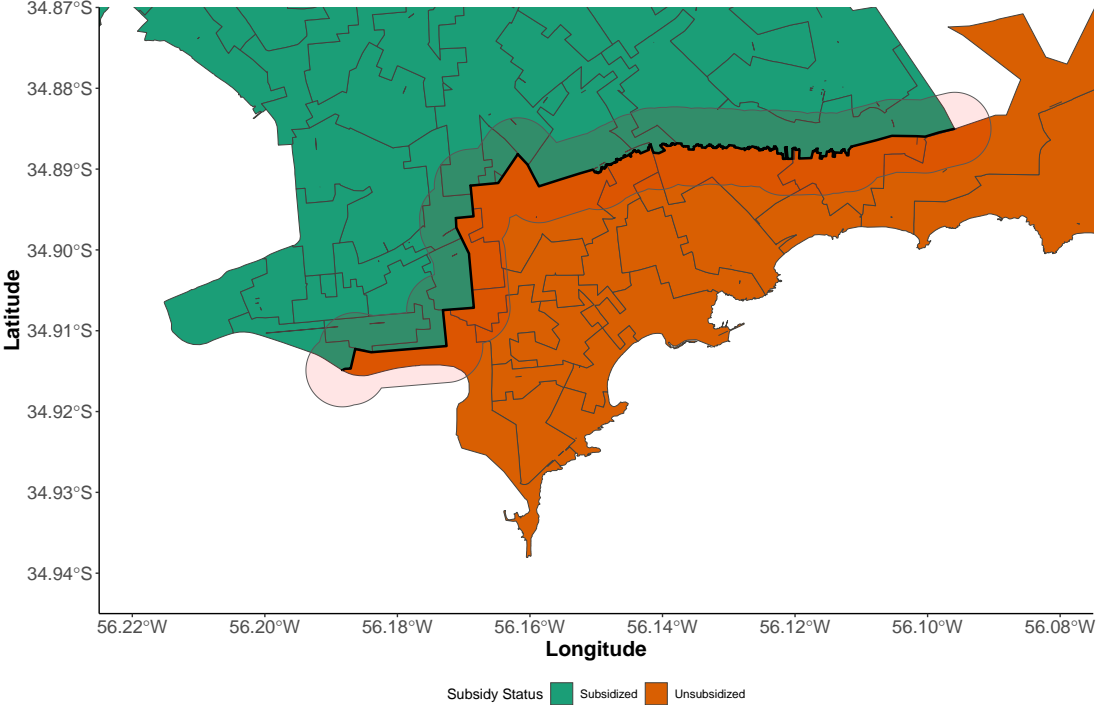 34.87°S
34.88°S
34.89°S
34.90°S
34.91°S
34.92°S
34.93°S
34.94°S
Latitude
56.22°W 56.20°W 56.18°W 56.16°W 56.14°W 56.12°W 56.10°W 56.08°W
Longitude
Subsidy Status Subsidized Unsubsidized